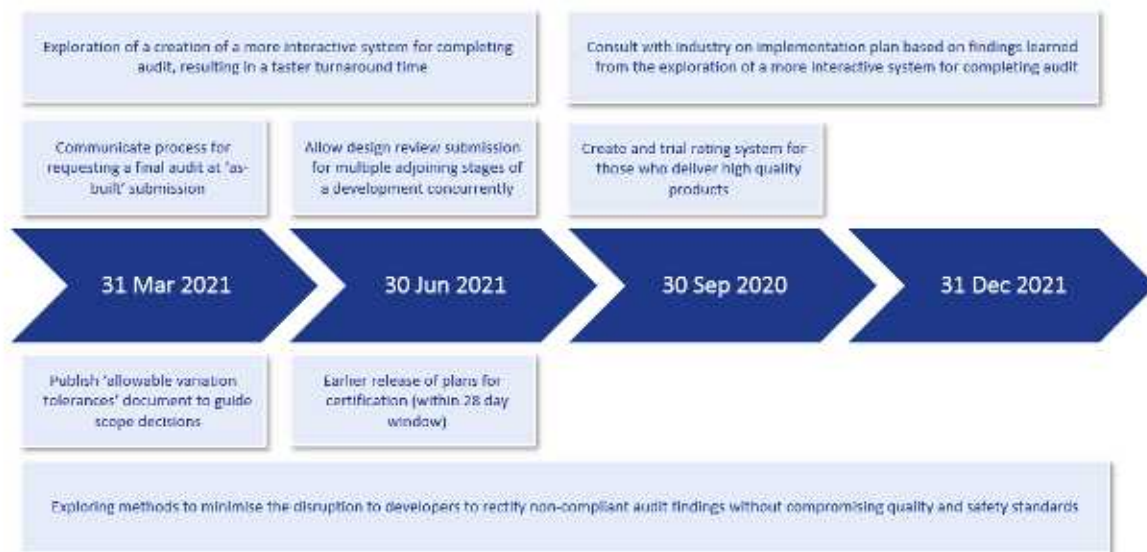 Exploration of a creation of a more interactive system for completing
audit, resulting in a faster turnaround time
Consult with industry on implementation plan based on findings learned
from the exploration of a more interactive system for completing audit
Communicate process for
requesting a final audit at 'as-
built' submission
Allow design review submission
for multiple adjoining stages of
a development concurrently
Create and trial rating system for
those who deliver high quality
products
31 Mar 2021
30 Jun 2021
30 Sep 2020
31 Dec 2021
Publish 'allowable variation
tolerances' document to guide
scope decisions
Earlier release of plans for
certification (within 28 day
window)
Exploring methods to minimise the disruption to developers to rectify non-compliant audit findings without compromising quality and safety standards